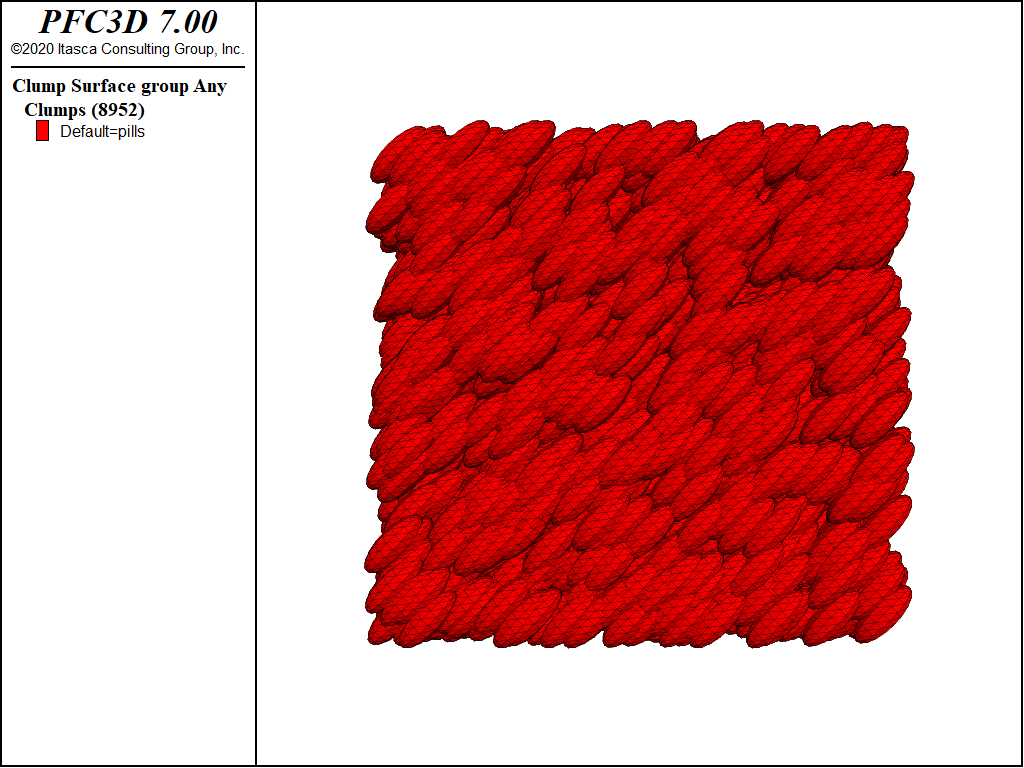 PFC3D 7.00
©2020 Itasca Consulting Group, Inc.
Clump Surface group Any
Clumps (8952)
Default=pills